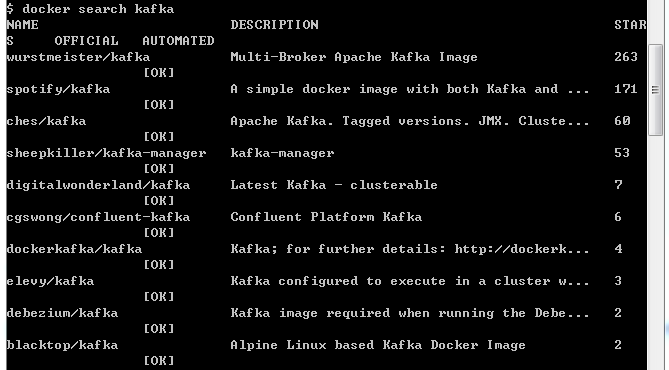 $ docker search kafka
NAME DESCRIPTION STAR
S OFFICIAL AUTOMATED
wurstmeister/kafka Multi-Broker Apache Kafka Image 263
[OK]
spotify/kafka A simple docker image with both Kafka and ... 171
[OK]
ches/kafka Apache Kafka. Tagged versions. JMX. Cluste... 60
[OK]
sheepkiller/kafka-manager kafka-manager 53
[OK]
digitalwonderland/kafka Latest Kafka - clusterable 7
[OK]
cgswong/confluent-kafka Confluent Platform Kafka 6
[OK]
dockerkafka/kafka Kafka; for further details: http://dockerk... 4
[OK]
elevy/kafka Kafka configured to execute in a cluster w... 3
[OK]
debezium/kafka Kafka image required when running the Debe... 2
[OK]
blacktop/kafka Alpine Linux based Kafka Docker Image 2
[OK]